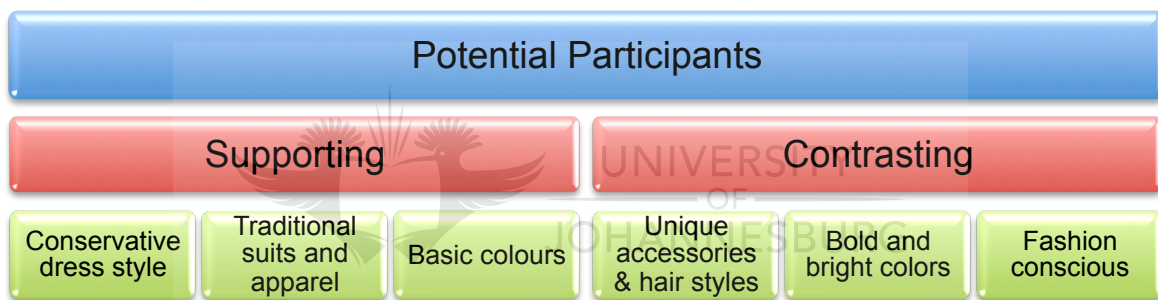 Potential Participants
Supporting
Contrasting
UNIVERSITY
OF
JOHANNESBURG
Conservative
dress style
Traditional
suits and
apparel
Basic colours
Unique
accessories
& hair styles
Bold and
bright colors
Fashion
conscious